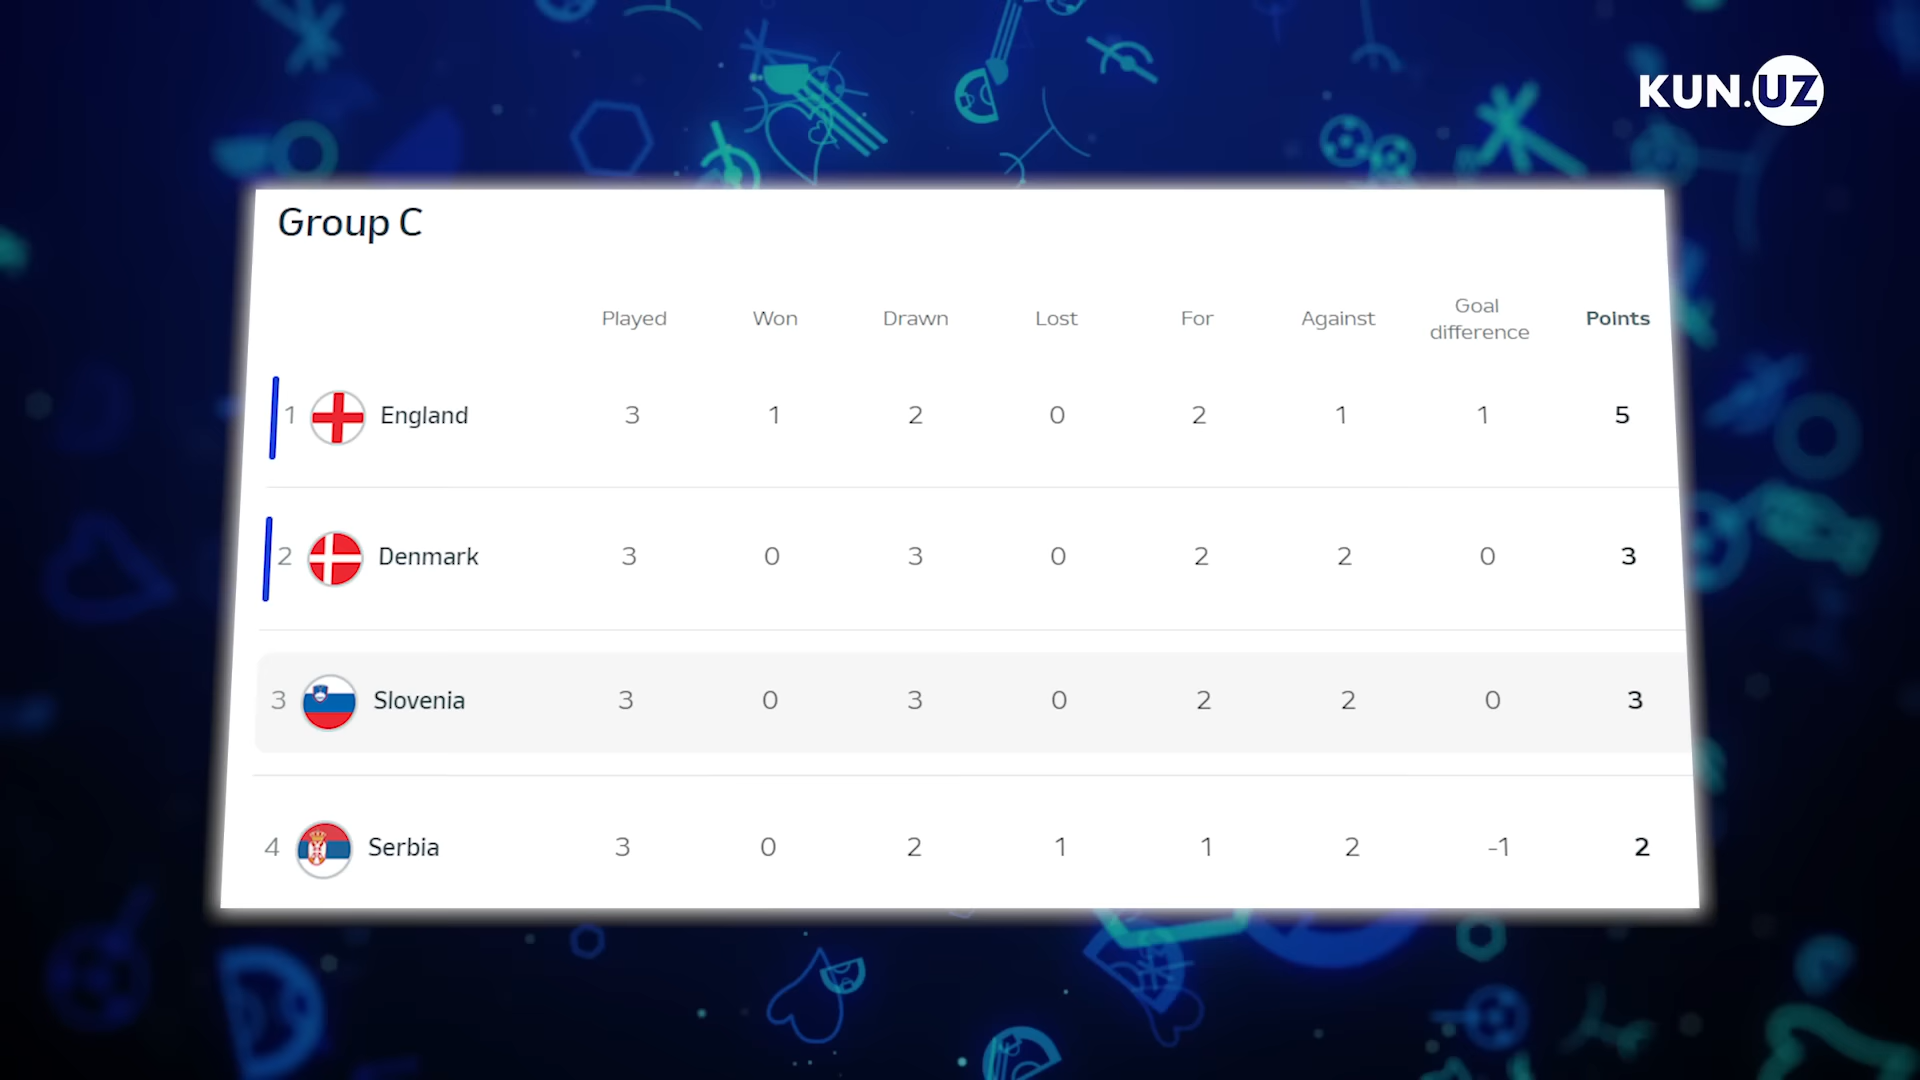 KUN.UZ
Group C
Played Won Drawn Lost For Against Goal difference Points
1 England 3 1 2 0 2 1 1 5
2 Denmark 3 0 3 0 2 2 0 3
3 Slovenia 3 0 3 0 2 2 0 3
4 Serbia 3 0 2 1 1 2 -1 2